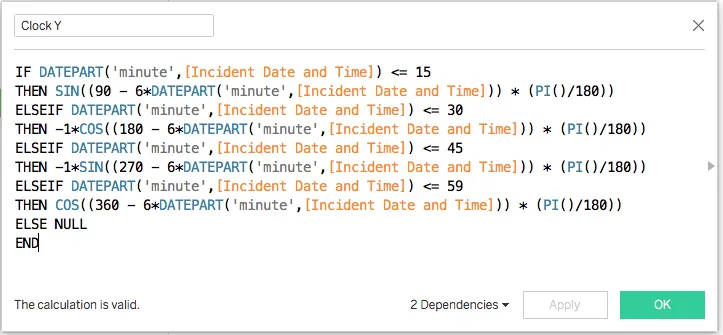 Clock Y
IF DATEPART('minute',[Incident Date and Time]) <= 15
THEN SIN((90 - 6*DATEPART('minute',[Incident Date and Time])) * (PI()/180))
ELSEIF DATEPART('minute',[Incident Date and Time]) <= 30
THEN -1*COS((180 - 6*DATEPART('minute',[Incident Date and Time])) * (PI()/180))
ELSEIF DATEPART('minute',[Incident Date and Time]) <= 45
THEN -1*SIN((270 - 6*DATEPART('minute',[Incident Date and Time])) * (PI()/180))
ELSEIF DATEPART('minute',[Incident Date and Time]) <= 59
THEN COS((360 - 6*DATEPART('minute',[Incident Date and Time])) * (PI()/180))
ELSE NULL
END
The calculation is valid. 2 Dependencies Apply OK